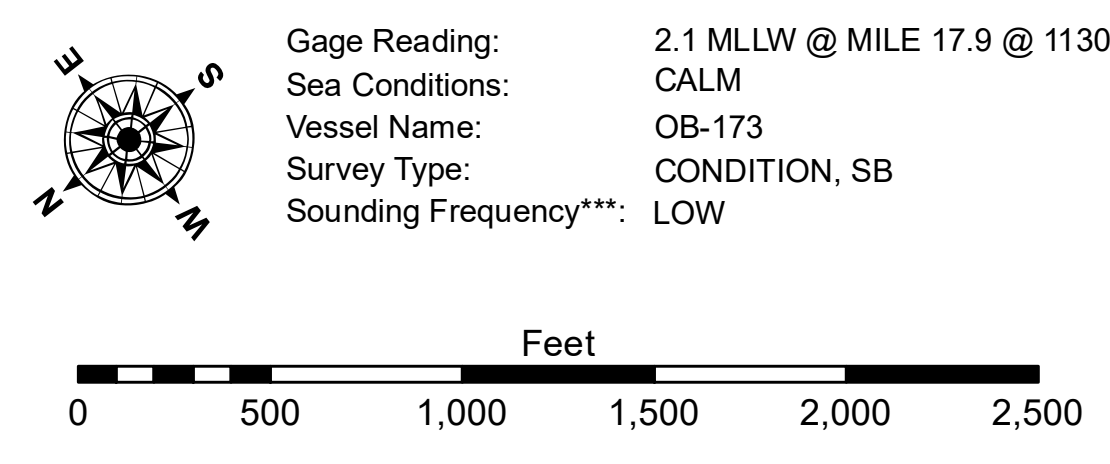 E
S
N
W
Gage Reading: 2.1 MLLW @ MILE 17.9 @ 1130
Sea Conditions: CALM
Vessel Name: OB-173
Survey Type: CONDITION, SB
Sounding Frequency***: LOW
Feet
0 500 1,000 1,500 2,000 2,500